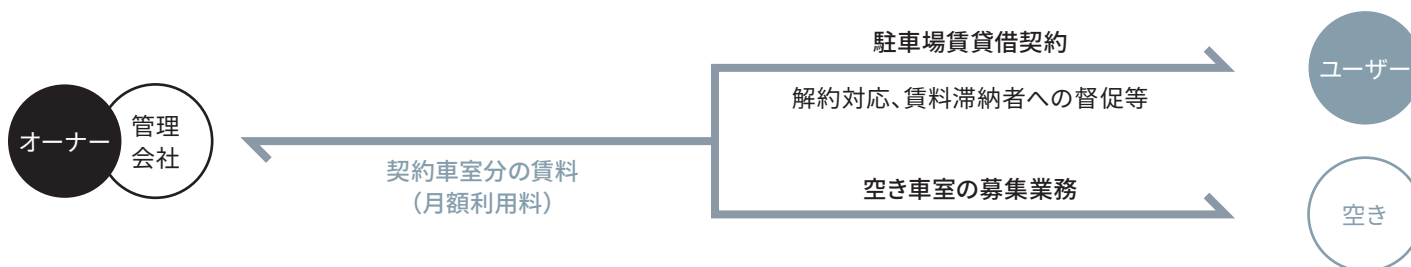 オーナー
管理
会社
契約車室分の賃料
（月額利用料）
駐車場賃貸借契約
解約対応、賃料滞納者への督促等
空き車室の募集業務
ユーザー
空き